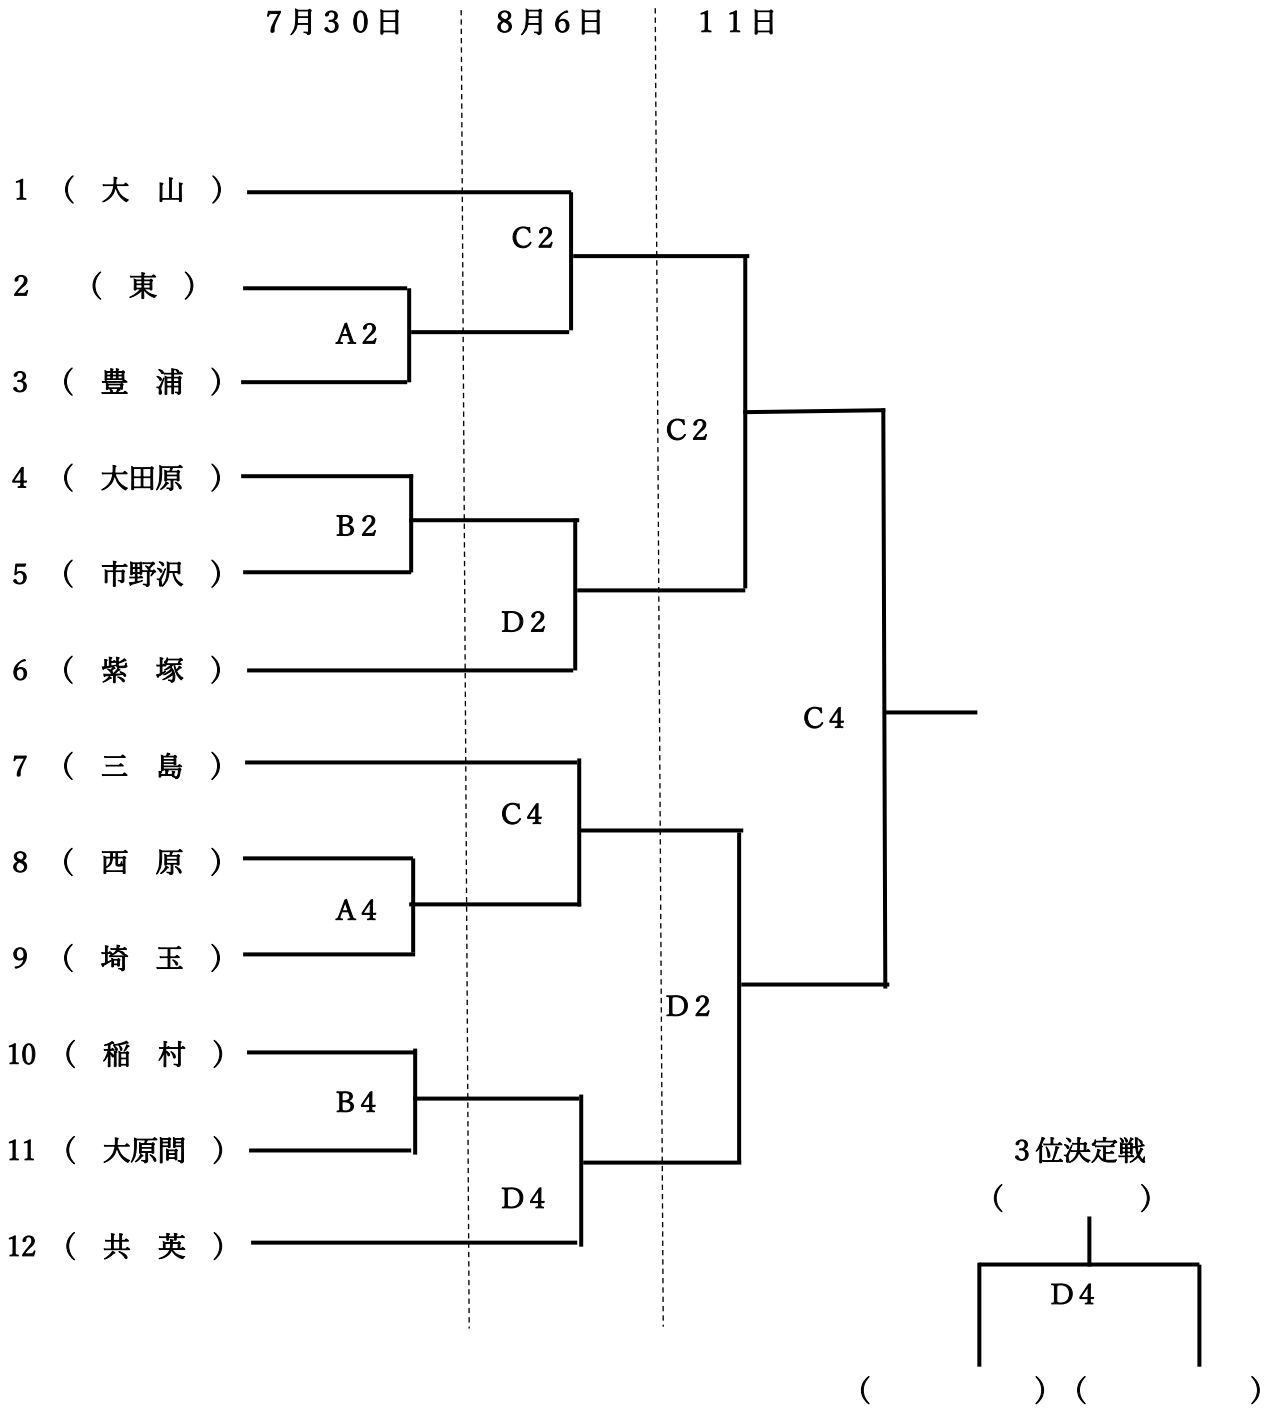 ７月３０日 ８月６日 １１日
1 （ 大　山 ）
C２
2 （ 東 ）
A２
3 （ 豊　浦 ）
C２
4 （ 大田原 ）
B２
5 （ 市野沢 ）
D２
6 （ 紫　塚 ）
C４
7 （ 三　島 ）
C４
8 （ 西　原 ）
A４
9 （ 埼　玉 ）
D２
10 （ 稲　村 ）
B４
11 （ 大原間 ）
３位決定戦
（　　　　　）
D４
12 （ 共　英 ）
D４
（　　　　　）（　　　　　）